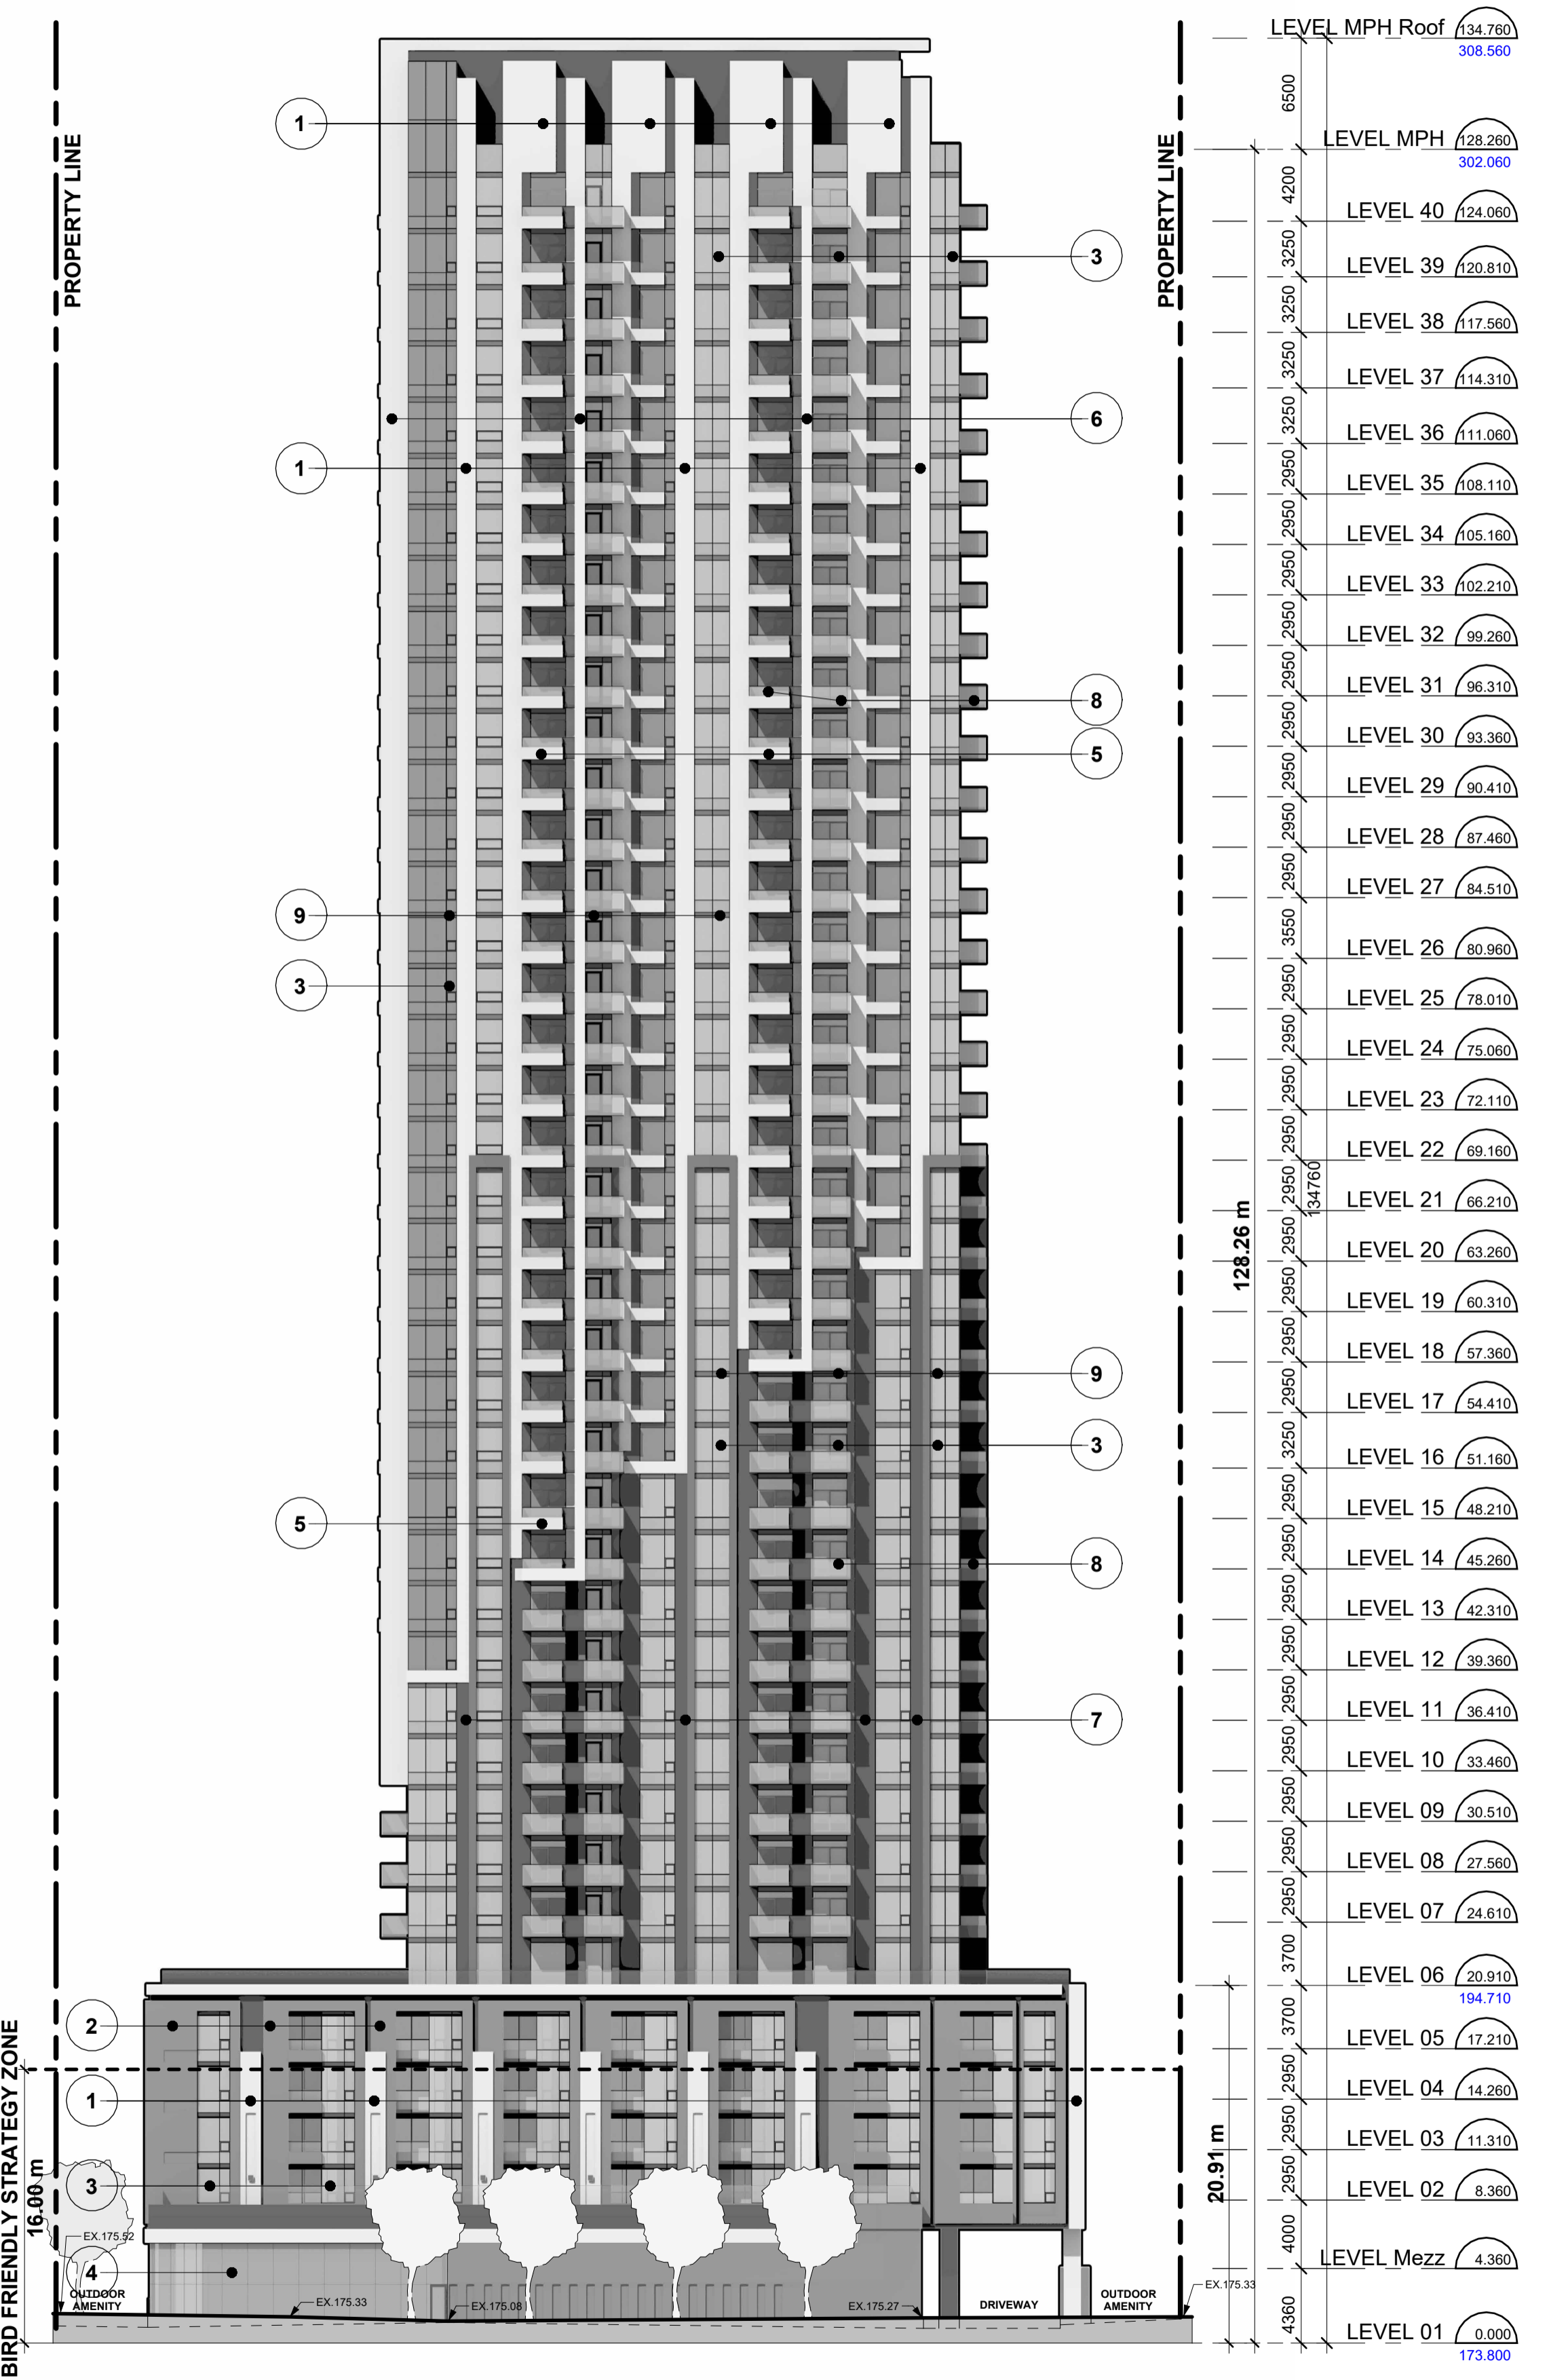 LEVEL MPH Roof 134.760
308.560
6500
LEVEL MPH 128.260
302.060
4200
LEVEL 40 124.060
3250
LEVEL 39 120.810
3250
LEVEL 38 117.560
3250
LEVEL 37 114.310
3250
LEVEL 36 111.060
2950
LEVEL 35 108.110
2950
LEVEL 34 105.160
2950
LEVEL 33 102.210
2950
LEVEL 32 99.260
2950
LEVEL 31 96.310
2950
LEVEL 30 93.360
2950
LEVEL 29 90.410
2950
LEVEL 28 87.460
2950
LEVEL 27 84.510
3550
LEVEL 26 80.960
2950
LEVEL 25 78.010
2950
LEVEL 24 75.060
2950
LEVEL 23 72.110
2950
LEVEL 22 69.160
2950
LEVEL 21 66.210
2950
LEVEL 20 63.260
2950
LEVEL 19 60.310
2950
LEVEL 18 57.360
2950
LEVEL 17 54.410
3250
LEVEL 16 51.160
2950
LEVEL 15 48.210
2950
LEVEL 14 45.260
2950
LEVEL 13 42.310
2950
LEVEL 12 39.360
2950
LEVEL 11 36.410
2950
LEVEL 10 33.460
2950
LEVEL 09 30.510
2950
LEVEL 08 27.560
2950
LEVEL 07 24.610
3700
LEVEL 06 20.910
194.710
3700
LEVEL 05 17.210
2950
LEVEL 04 14.260
2950
LEVEL 03 11.310
2950
LEVEL 02 8.360
4000
LEVEL Mezz 4.360
4360
LEVEL 01 0.000
173.800
134760
128.26 m
20.91 m
PROPERTY LINE
PROPERTY LINE
1
3
6
1
8
5
9
3
9
3
5
8
7
2
1
3
4
BIRD FRIENDLY STRATEGY ZONE
16.00 m
EX.175.52
OUTDOOR
AMENITY
EX.175.33
EX.175.08
EX.175.27
DRIVEWAY
OUTDOOR
AMENITY
EX.175.33